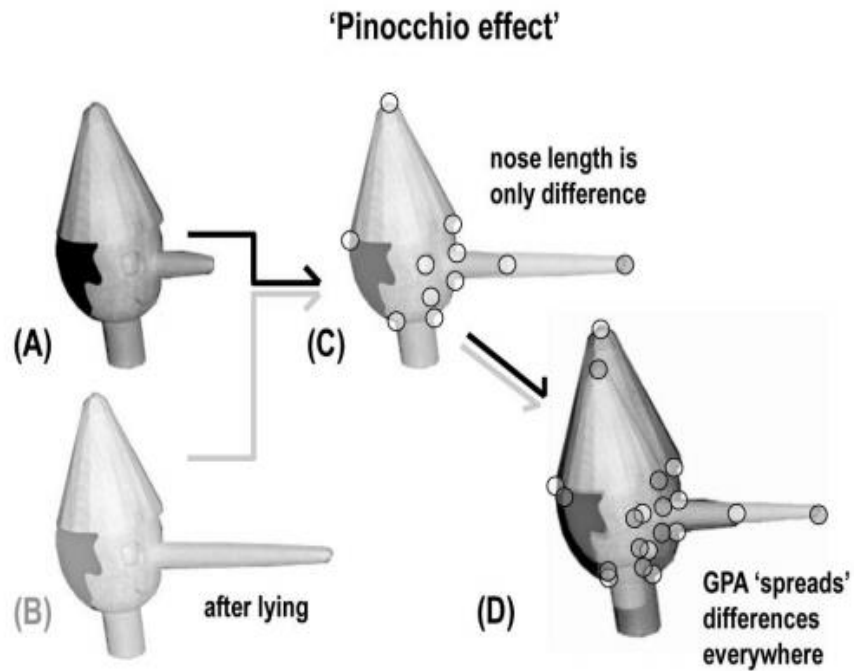 'Pinocchio effect'
nose length is
only difference
(A)
(C)
(B)
after lying
(D)
GPA 'spreads'
differences
everywhere